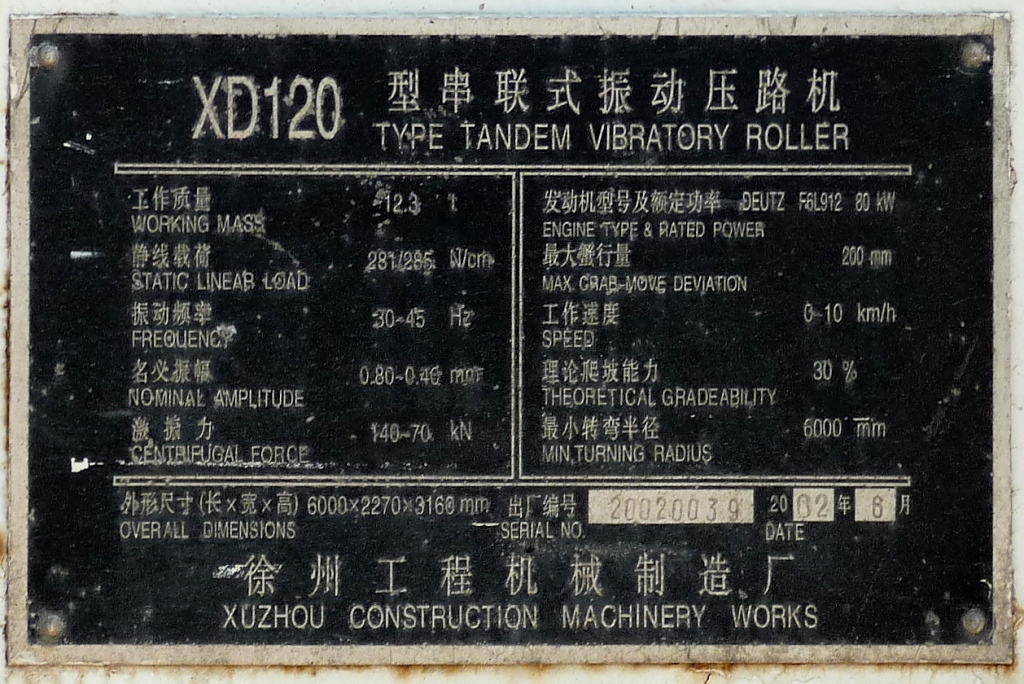 XD120 型串联式振动压路机
TYPE TANDEM VIBRATORY ROLLER
工作质量 12.3 t
WORKING MASS
静线载荷 281/285 N/cm
STATIC LINEAR LOAD
振动频率 30~45 Hz
FREQUENCY
名义振幅 0.80~0.40 mm
NOMINAL AMPLITUDE
激振力 140~70 kN
CENTRIFUGAL FORCE
发动机型号及额定功率 DEUTZ F6L912 80 kW
ENGINE TYPE & RATED POWER
最大蟹行量 200 mm
MAX CRAB-MOVE DEVIATION
工作速度 0~10 km/h
SPEED
理论爬坡能力 30 %
THEORETICAL GRADEABILITY
最小转弯半径 6000 mm
MIN.TURNING RADIUS
外形尺寸(长×宽×高) 6000×2270×3160 mm 出厂编号 20020039 2002年6月
OVERALL DIMENSIONS SERIAL NO. DATE
徐州工程机械制造厂
XUZHOU CONSTRUCTION MACHINERY WORKS